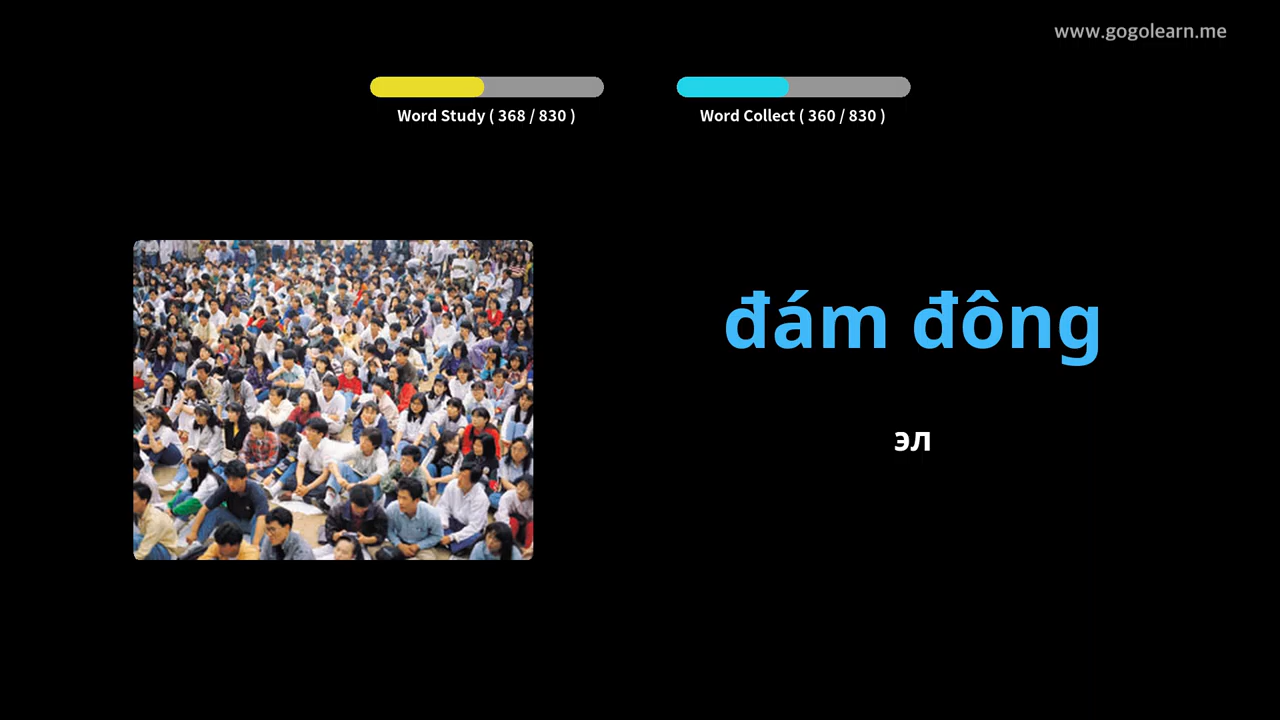 www.gogolearn.me
Word Study ( 368 / 830 )
Word Collect ( 360 / 830 )
đám đông
эл